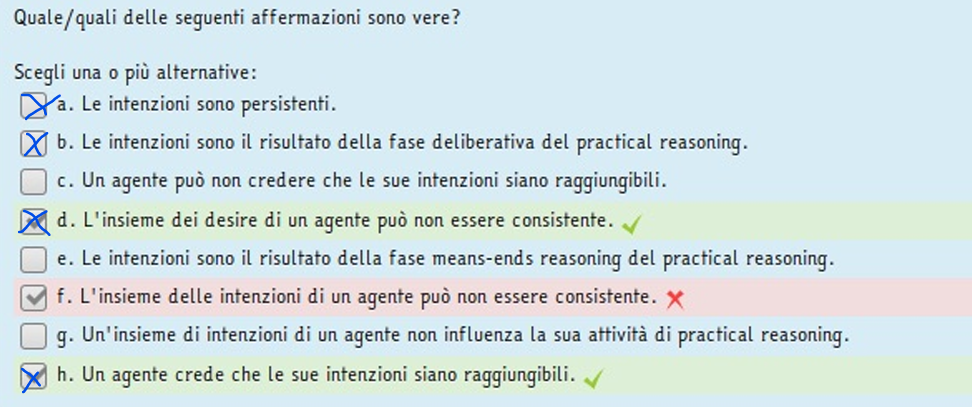 Quale/quali delle seguenti affermazioni sono vere?
Scegli una o più alternative:
a. Le intenzioni sono persistenti.
b. Le intenzioni sono il risultato della fase deliberativa del practical reasoning.
c. Un agente può non credere che le sue intenzioni siano raggiungibili.
d. L'insieme dei desire di un agente può non essere consistente.
e. Le intenzioni sono il risultato della fase means-ends reasoning del practical reasoning.
f. L'insieme delle intenzioni di un agente può non essere consistente.
g. Un'insieme di intenzioni di un agente non influenza la sua attività di practical reasoning.
h. Un agente crede che le sue intenzioni siano raggiungibili.